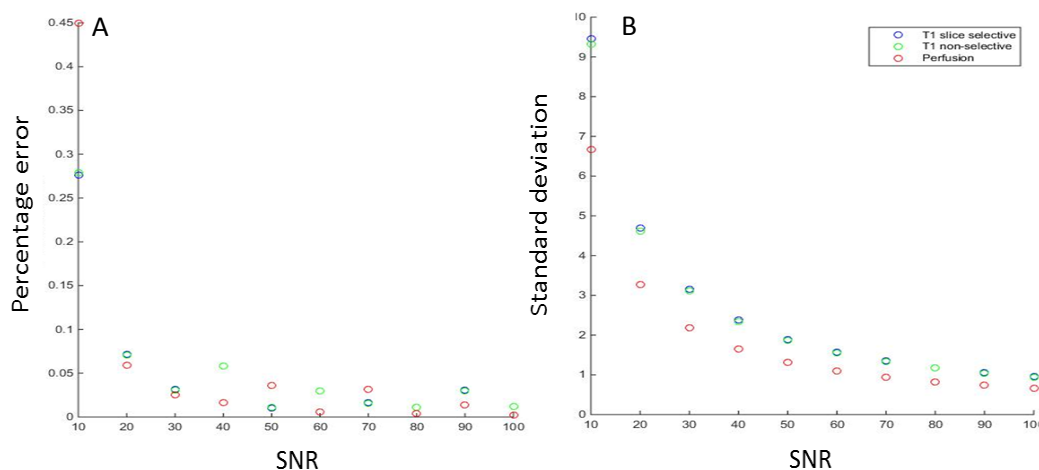 A
Percentage error
0.45
0.4
0.35
0.3
0.25
0.2
0.15
0.1
0.05
0
10 20 30 40 50 60 70 80 90 100
SNR
B
Standard deviation
10
9
8
7
6
5
4
3
2
1
0
10 20 30 40 50 60 70 80 90 100
SNR
T1 slice selective
T1 non-selective
Perfusion